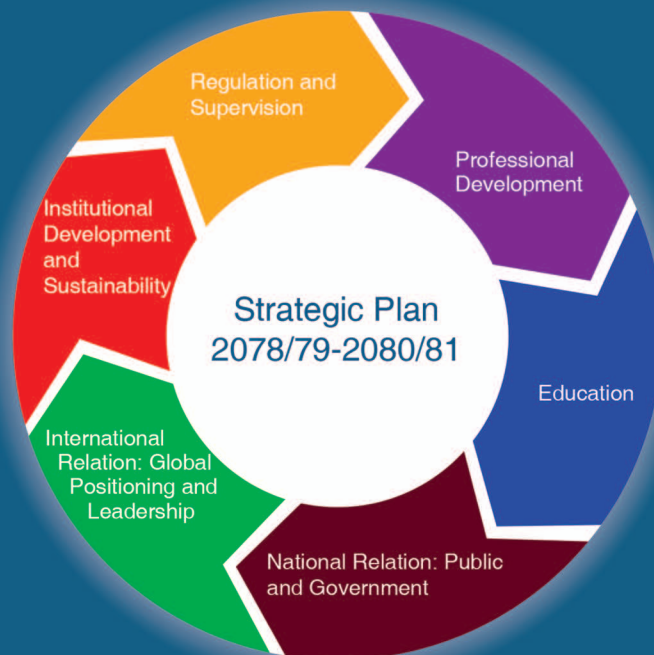 Regulation and
Supervision
Professional
Development
Education
National Relation: Public
and Government
International
Relation: Global
Positioning and
Leadership
Institutional
Development
and
Sustainability
Strategic Plan
2078/79-2080/81